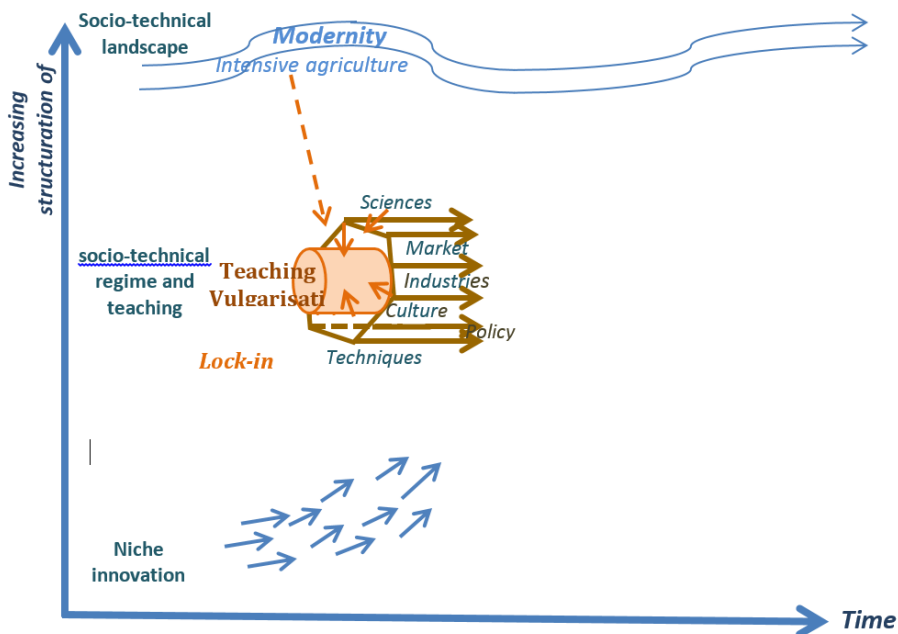 Socio-technical
landscape
Modernity
Intensive agriculture
Increasing
structuration of
Sciences
Market
socio-technical
regime and
teaching
Teaching
Vulgarisati
Industries
Culture
Policy
Techniques
Lock-in
Niche
innovation
Time